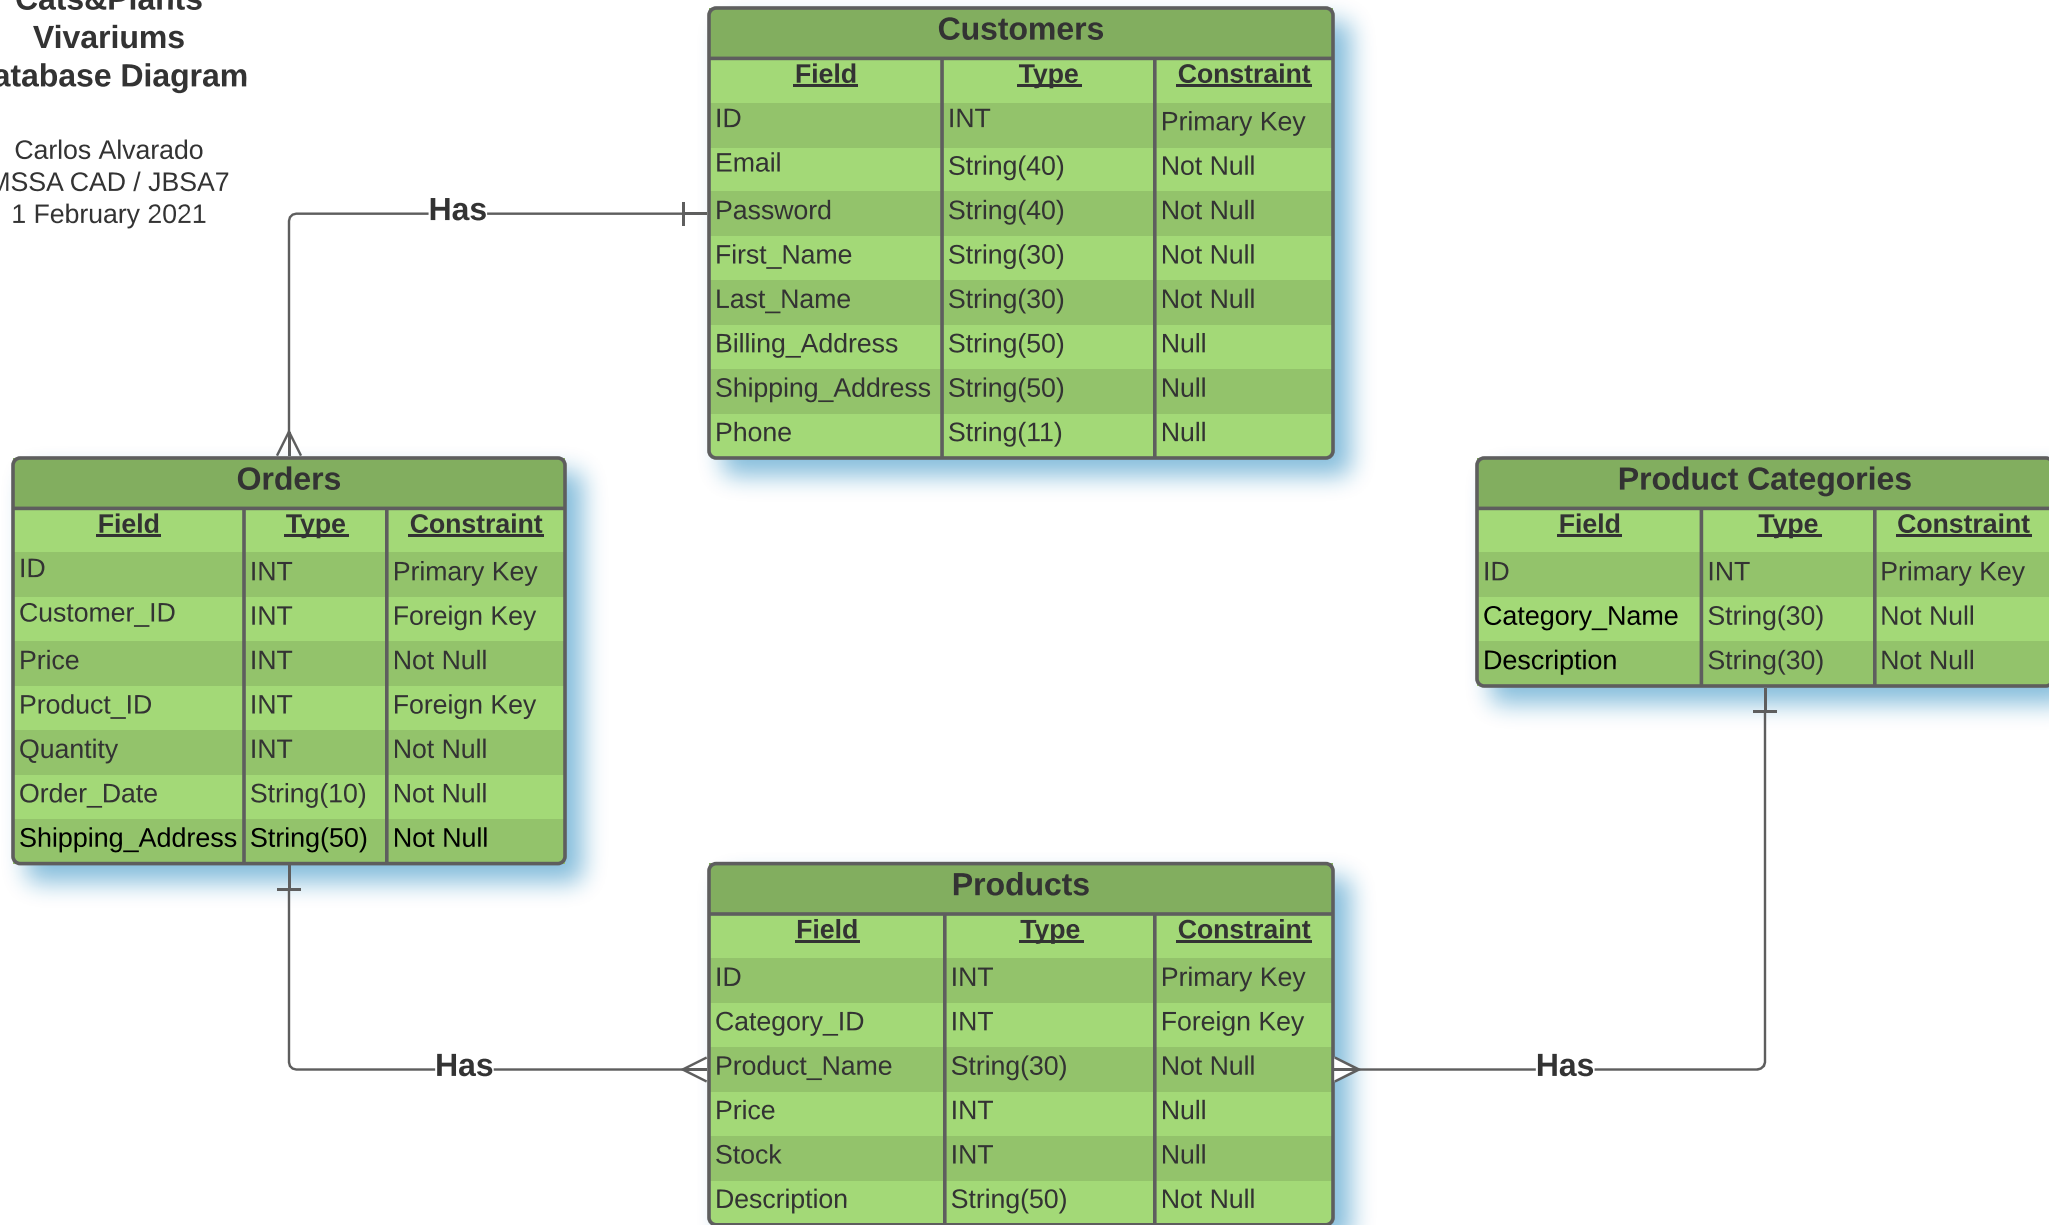 Cats&Plants
Vivariums
atabase Diagram
Carlos Alvarado
MSSA CAD / JBSA7
1 February 2021
Customers
Field Type Constraint
ID INT Primary Key
Email String(40) Not Null
Password String(40) Not Null
First_Name String(30) Not Null
Last_Name String(30) Not Null
Billing_Address String(50) Null
Shipping_Address String(50) Null
Phone String(11) Null
Has
Orders
Field Type Constraint
ID INT Primary Key
Customer_ID INT Foreign Key
Price INT Not Null
Product_ID INT Foreign Key
Quantity INT Not Null
Order_Date String(10) Not Null
Shipping_Address String(50) Not Null
Product Categories
Field Type Constraint
ID INT Primary Key
Category_Name String(30) Not Null
Description String(30) Not Null
Has
Products
Field Type Constraint
ID INT Primary Key
Category_ID INT Foreign Key
Product_Name String(30) Not Null
Price INT Null
Stock INT Null
Description String(50) Not Null
Has